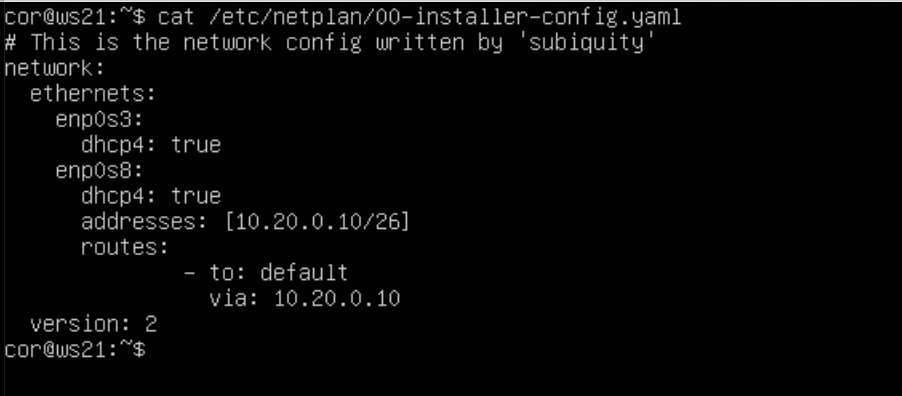 cor@ws21:~$ cat /etc/netplan/00-installer-config.yaml
# This is the network config written by 'subiquity'
network:
  ethernets:
    enp0s3:
      dhcp4: true
    enp0s8:
      dhcp4: true
      addresses: [10.20.0.10/26]
      routes:
              - to: default
                via: 10.20.0.10
  version: 2
cor@ws21:~$